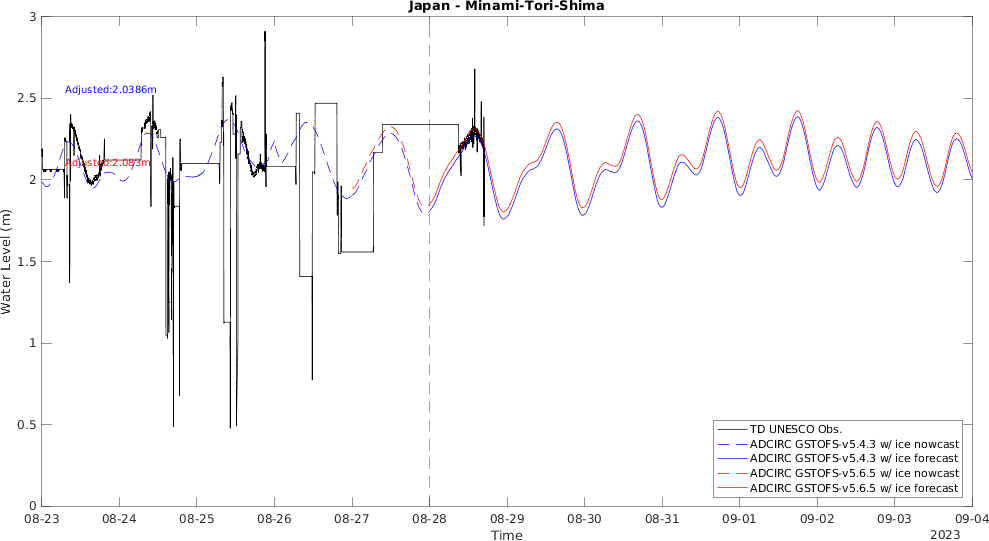 Japan - Minami-Tori-Shima
3
2.5
2
1.5
1
0.5
0
Water Level (m)
Adjusted:2.0386m
Adjusted:2.083m
TD UNESCO Obs.
ADCIRC GSTOFS-v5.4.3 w/ ice nowcast
ADCIRC GSTOFS-v5.4.3 w/ ice forecast
ADCIRC GSTOFS-v5.6.5 w/ ice nowcast
ADCIRC GSTOFS-v5.6.5 w/ ice forecast
08-23 08-24 08-25 08-26 08-27 08-28 08-29 08-30 08-31 09-01 09-02 09-03 09-04
Time
2023